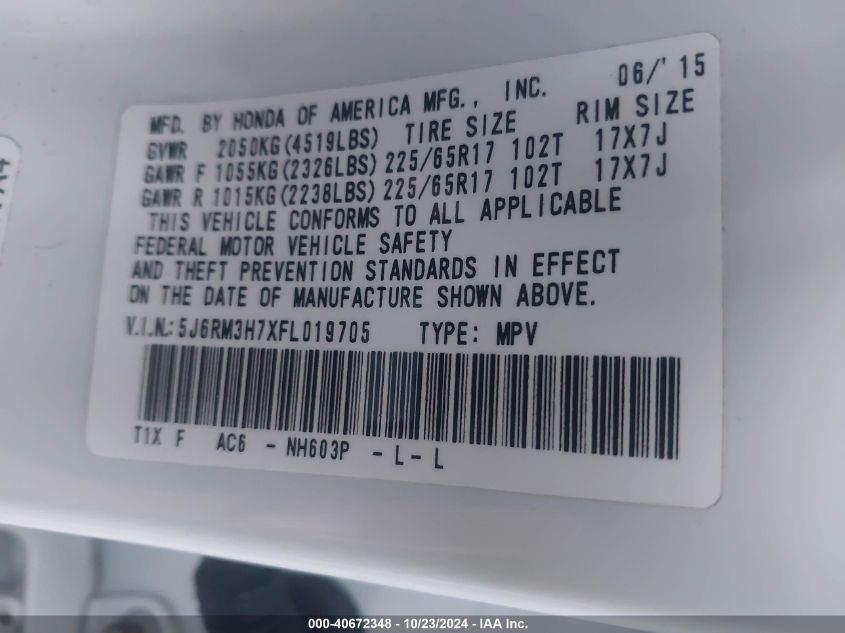 MFD. BY HONDA OF AMERICA MFG., INC. 06/'15
GVWR 2050KG(4519LBS) TIRE SIZE RIM SIZE
GAWR F 1055KG(2326LBS) 225/65R17 102T 17X7J
GAWR R 1015KG(2238LBS) 225/65R17 102T 17X7J
THIS VEHICLE CONFORMS TO ALL APPLICABLE
FEDERAL MOTOR VEHICLE SAFETY
AND THEFT PREVENTION STANDARDS IN EFFECT
ON THE DATE OF MANUFACTURE SHOWN ABOVE.
V.I.N.: 5J6RM3H7XFL019705 TYPE: MPV
T1X F AC6 - NH603P - L - L
000-40672348 - 10/23/2024 - IAA Inc.